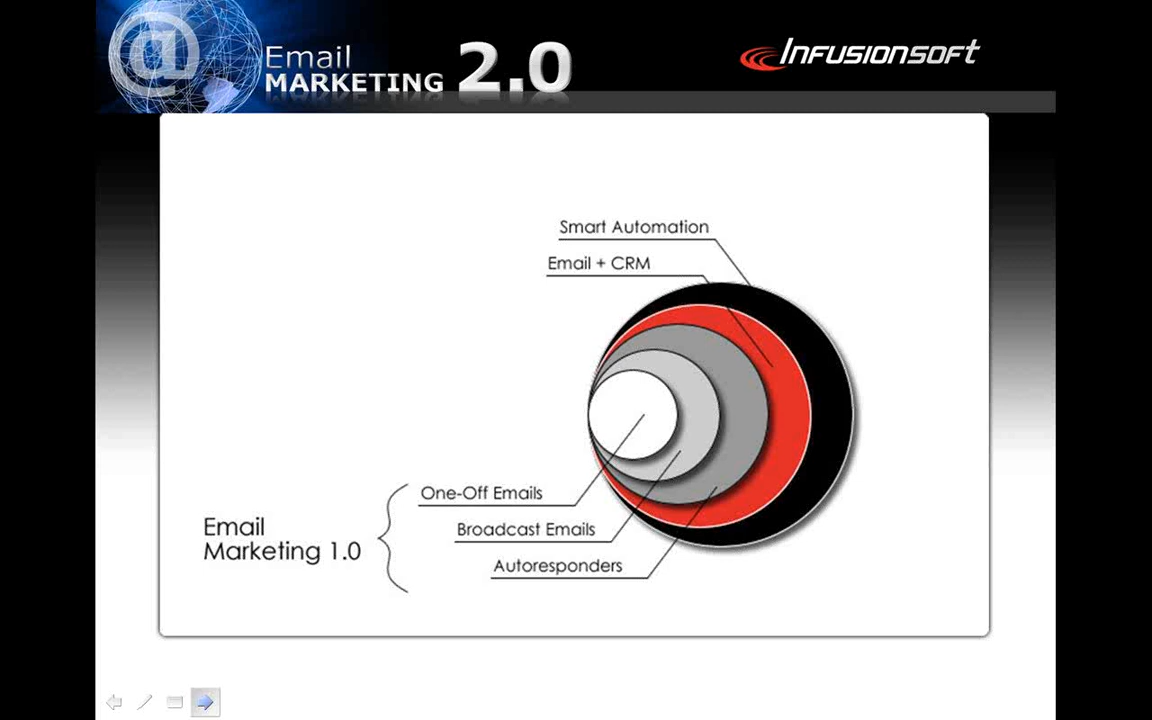 Email
MARKETING 2.0
INFUSIONSOFT
Smart Automation
Email + CRM
One-Off Emails
Broadcast Emails
Autoresponders
Email
Marketing 1.0